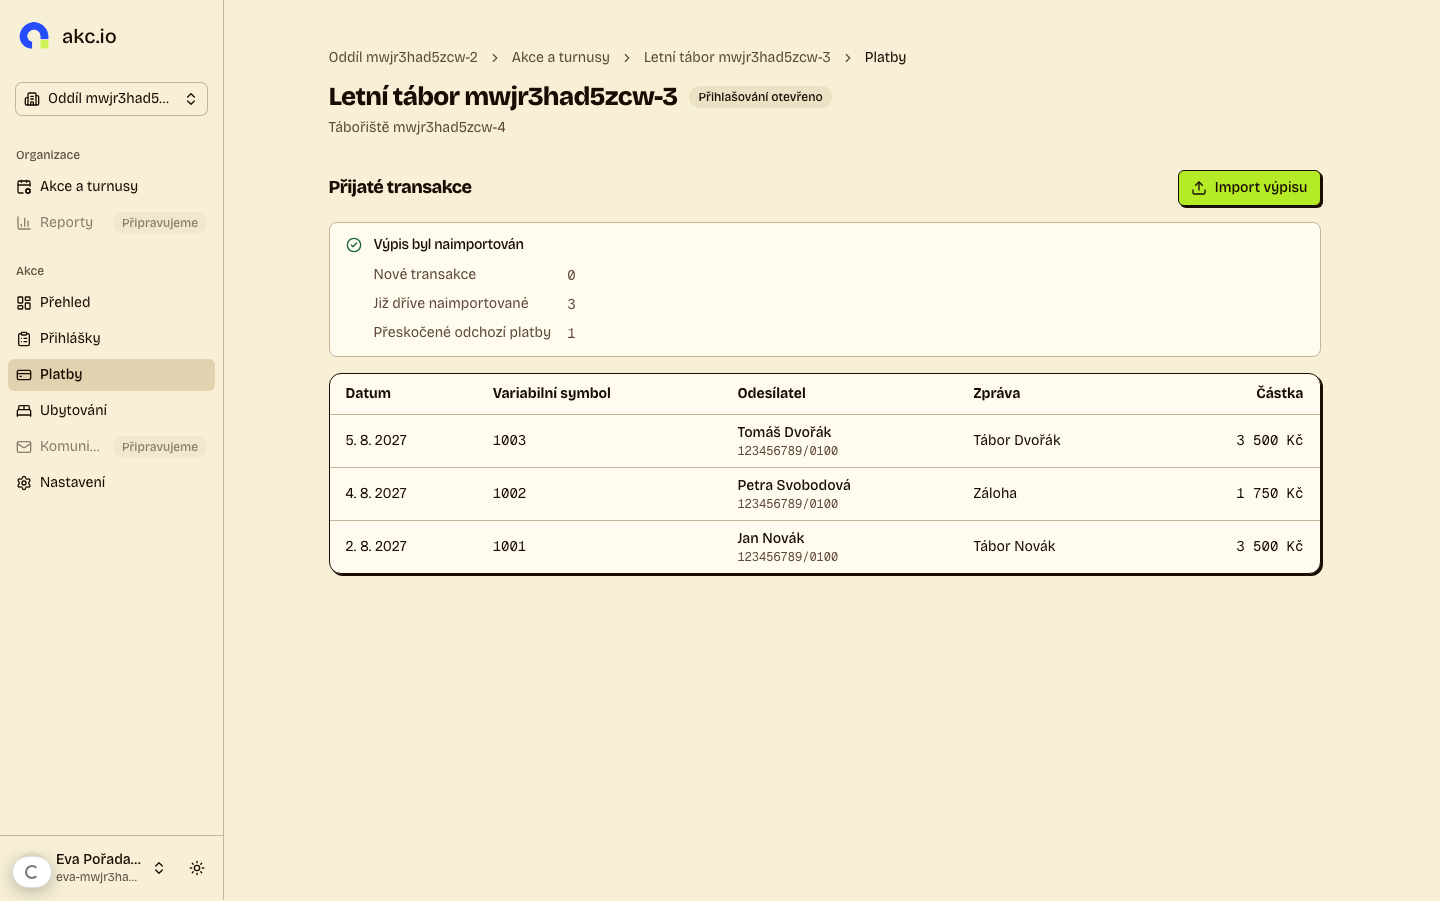 akc.io
Oddíl mwjr3had5...
Organizace
Akce a turnusy
Reporty Připravujeme
Akce
Přehled
Přihlášky
Platby
Ubytování
Komuni... Připravujeme
Nastavení
Eva Pořada...
eva-mwjr3ha...
Oddíl mwjr3had5zcw-2 > Akce a turnusy > Letní tábor mwjr3had5zcw-3 > Platby
Letní tábor mwjr3had5zcw-3 Přihlašování otevřeno
Tábořiště mwjr3had5zcw-4
Přijaté transakce
Import výpisu
Výpis byl naimportován
Nové transakce 0
Již dříve naimportované 3
Přeskočené odchozí platby 1
Datum Variabilní symbol Odesílatel Zpráva Částka
5. 8. 2027 1003 Tomáš Dvořák Tábor Dvořák 3 500 Kč
123456789/0100
4. 8. 2027 1002 Petra Svobodová Záloha 1 750 Kč
123456789/0100
2. 8. 2027 1001 Jan Novák Tábor Novák 3 500 Kč
123456789/0100